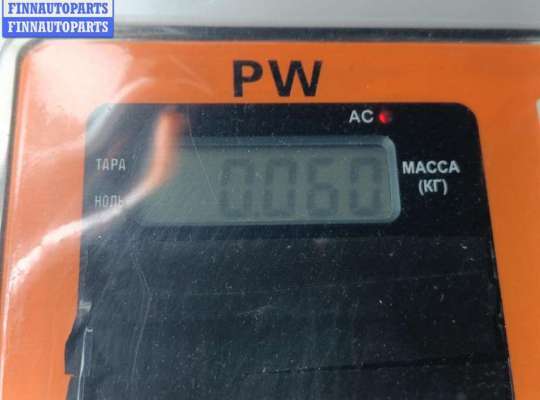 FINNAUTOPARTS
FINNAUTOPARTS
PW
AC
ТАРА
0.060
МАССА
(КГ)
НОЛЬ